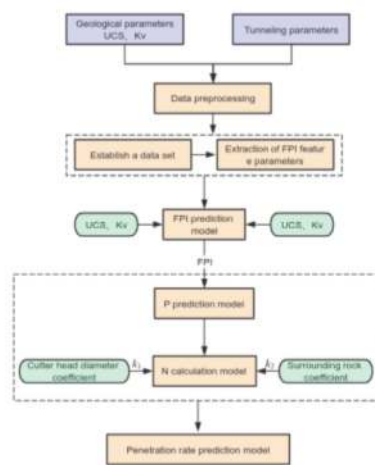 Geological parameters
UCS、Kv
Tunneling parameters
Data preprocessing
Establish a data set
Extraction of FPI featur
e parameters
UCS、Kv
FPI prediction
model
UCS、Kv
FPI
P prediction model
Cutter head diameter
coefficient
k₁
N calculation model
k₂
Surrounding rock
coefficient
Penetration rate prediction model